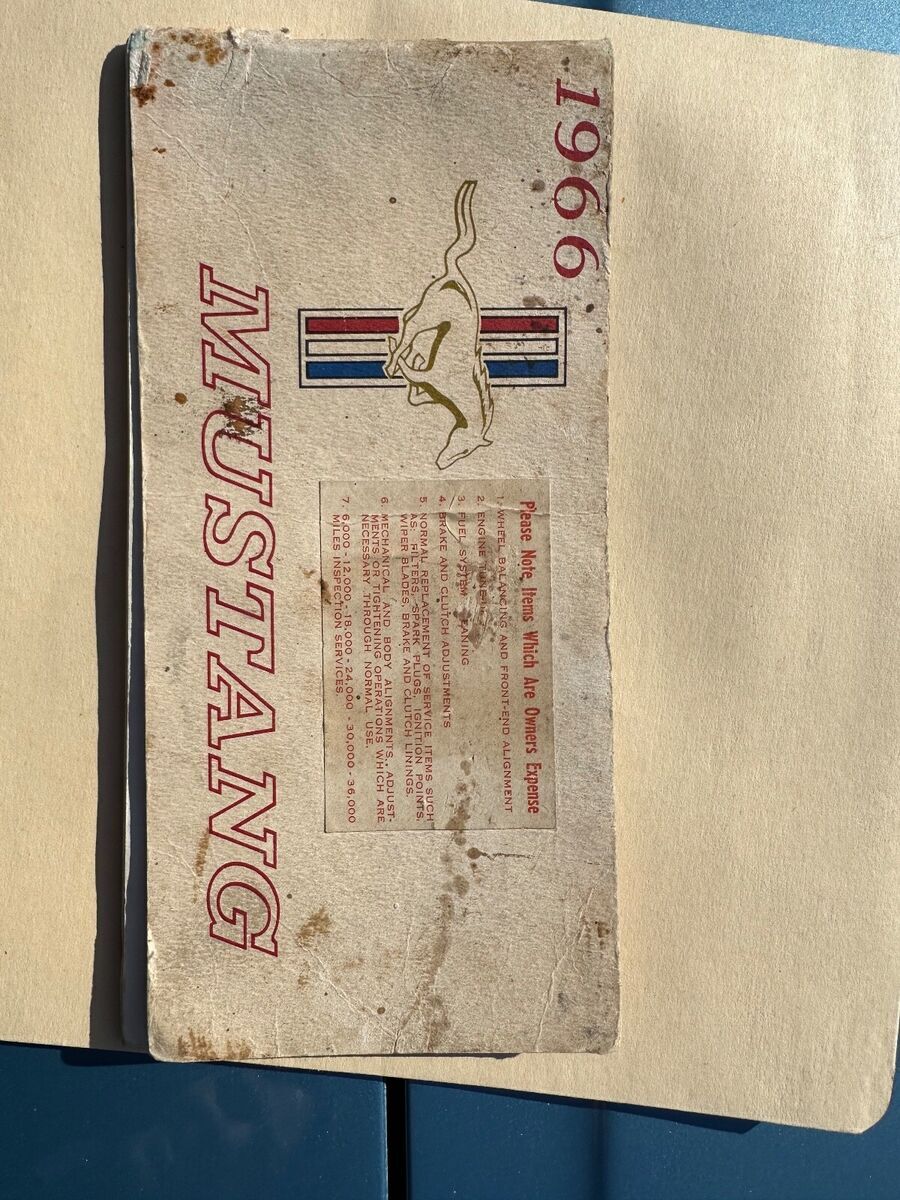 1966
Please Note Items Which Are Owners Expense
1. WHEEL BALANCING AND FRONT-END ALIGNMENT
2. ENGINE TUNE-
3. FUEL SYSTEM CLEANING
4. BRAKE AND CLUTCH ADJUSTMENTS
5 NORMAL REPLACEMENT OF SERVICE ITEMS SUCH
AS: FILTERS, SPARK PLUGS, IGNITION POINTS,
WIPER BLADES, BRAKE AND CLUTCH LININGS.
6 MECHANICAL AND BODY ALIGNMENTS, ADJUST-
MENTS OR TIGHTENING OPERATIONS WHICH ARE
NECESSARY THROUGH NORMAL USE.
7. 6,000 - 12,000 - 18,000 - 24,000 - 30,000 - 36,000
MILES INSPECTION SERVICES.
MUSTANG